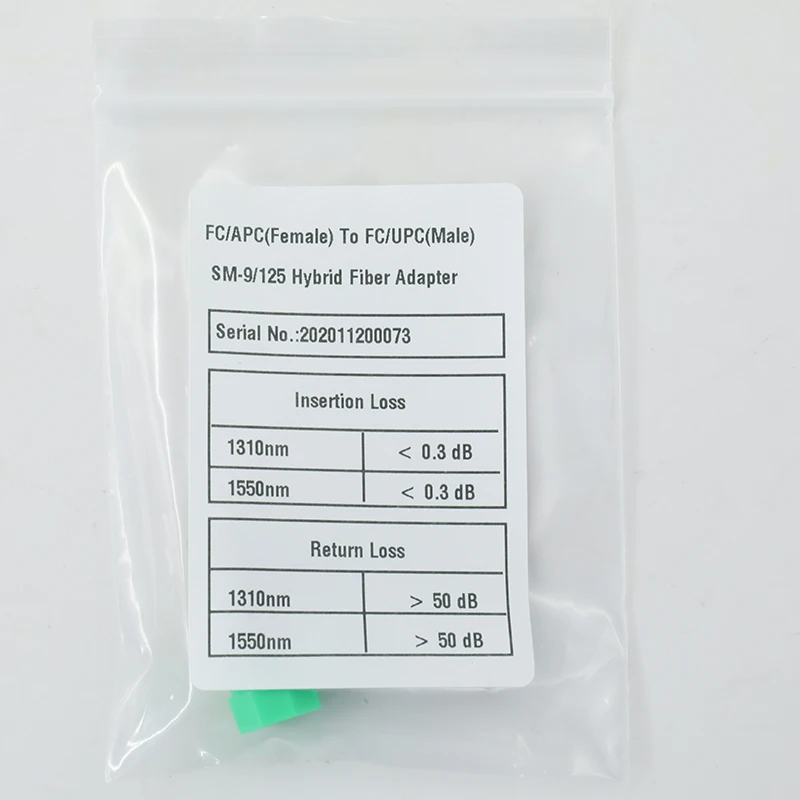 FC/APC(Female) To FC/UPC(Male)
SM-9/125 Hybrid Fiber Adapter
Serial No.:202011200073
Insertion Loss
1310nm < 0.3 dB
1550nm < 0.3 dB
Return Loss
1310nm > 50 dB
1550nm > 50 dB